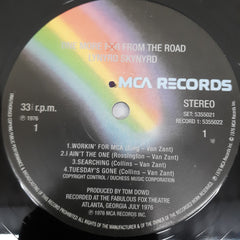 ONE MORE FROM THE ROAD
LYNYRD SKYNYRD
MCA RECORDS
33⅓ r.p.m.
STEREO
SET: 5355021
RECORD 1: 5355022
℗ 1976
1
1
1.WORKIN' FOR MCA (King - Van Zant)
2.I AIN'T THE ONE (Rossington - Van Zant)
3.SEARCHING (Collins - Van Zant)
4.TUESDAY'S GONE (Collins - Van Zant)
COPYRIGHT CONTROL / DUCHESS MUSIC CORPORATION
PRODUCED BY TOM DOWD
RECORDED AT THE FABULOUS FOX THEATRE
ATLANTA, GEORGIA JULY 1976
℗ 1976 MCA RECORDS INC.